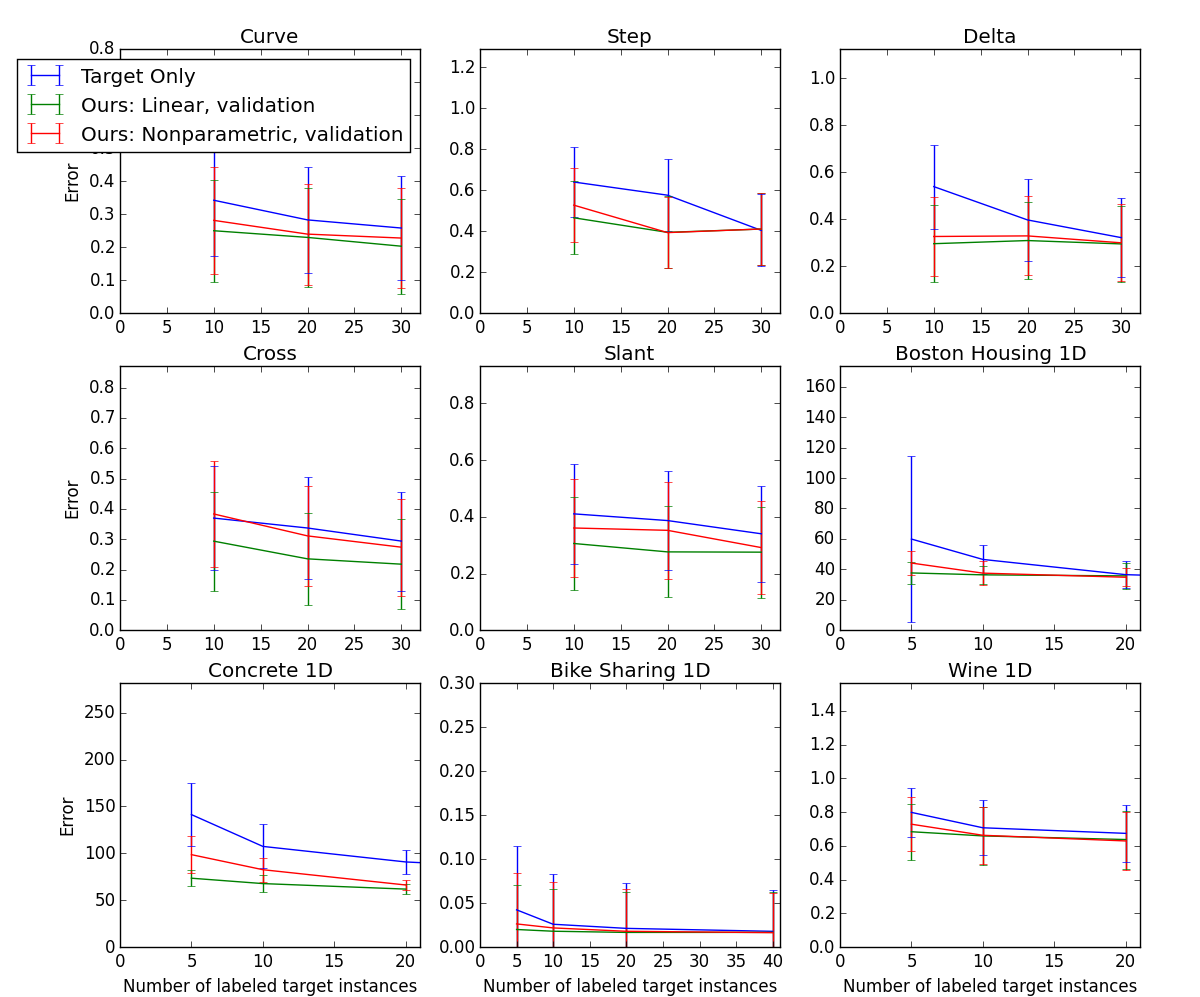 Curve Step Delta
0.8 1.2 1.0
Target Only
Ours: Linear, validation
Ours: Nonparametric, validation
Error
0.4 0.3 0.2 0.1 0.0
1.2 1.0 0.8 0.6 0.4 0.2 0.0
1.0 0.8 0.6 0.4 0.2 0.0
0 5 10 15 20 25 30 0 5 10 15 20 25 30 0 5 10 15 20 25 30
Cross Slant Boston Housing 1D
Error
0.8 0.7 0.6 0.5 0.4 0.3 0.2 0.1 0.0
0.8 0.6 0.4 0.2 0.0
160 140 120 100 80 60 40 20 0
0 5 10 15 20 25 30 0 5 10 15 20 25 30 0 5 10 15 20
Concrete 1D Bike Sharing 1D Wine 1D
Error
250 200 150 100 50 0
0.30 0.25 0.20 0.15 0.10 0.05 0.00
1.4 1.2 1.0 0.8 0.6 0.4 0.2 0.0
0 5 10 15 20 0 5 10 15 20 25 30 35 40 0 5 10 15 20
Number of labeled target instances Number of labeled target instances Number of labeled target instances